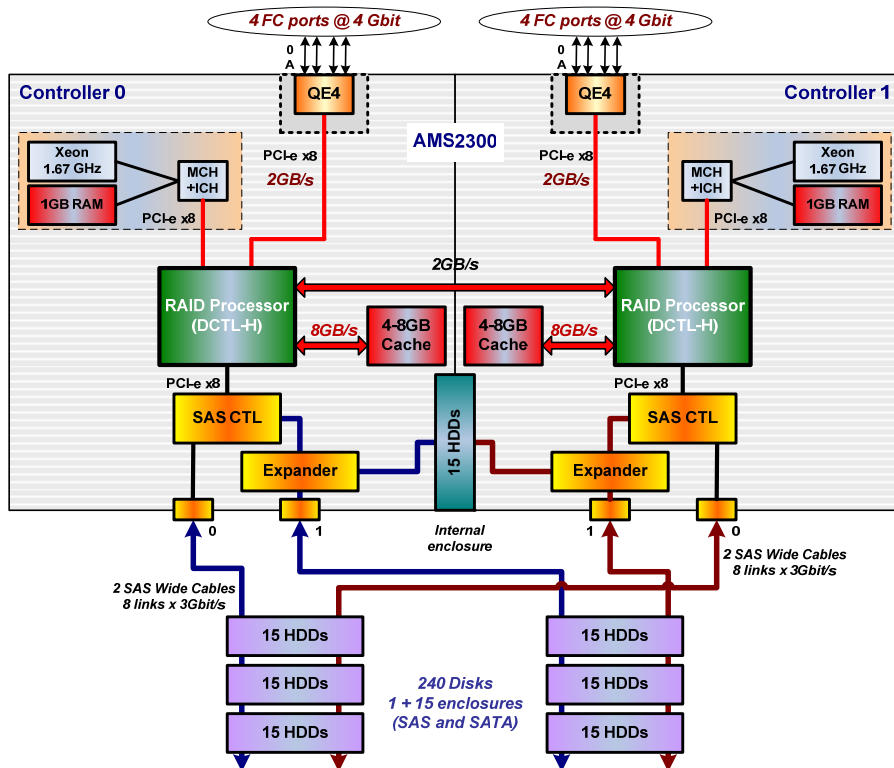 4 FC ports @ 4 Gbit
4 FC ports @ 4 Gbit
0
A
0
A
Controller 0
QE4
QE4
Controller 1
AMS2300
Xeon
1.67 GHz
MCH
+ICH
1GB RAM
PCI-e x8
PCI-e x8
2GB/s
PCI-e x8
2GB/s
Xeon
1.67 GHz
MCH
+ICH
1GB RAM
PCI-e x8
2GB/s
RAID Processor
(DCTL-H)
8GB/s
4-8GB
Cache
4-8GB
Cache
8GB/s
RAID Processor
(DCTL-H)
PCI-e x8
PCI-e x8
SAS CTL
15 HDDs
SAS CTL
Expander
Expander
0
1
Internal
enclosure
1
0
2 SAS Wide Cables
8 links x 3Gbit/s
2 SAS Wide Cables
8 links x 3Gbit/s
15 HDDs
15 HDDs
15 HDDs
15 HDDs
15 HDDs
15 HDDs
240 Disks
1 + 15 enclosures
(SAS and SATA)